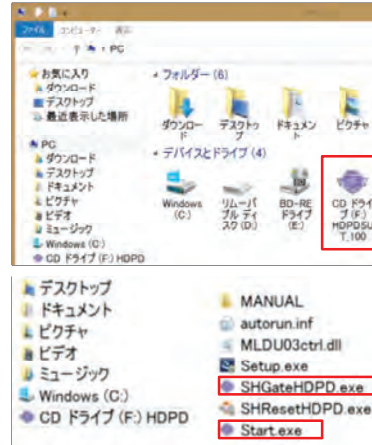 ファイル コンピューター 表示
PC
お気に入り
ダウンロード
デスクトップ
最近表示した場所
PC
ダウンロード
デスクトップ
ドキュメント
ピクチャ
ビデオ
ミュージック
Windows (C:)
CD ドライブ (F:) HDPD
フォルダー (6)
ダウンロー
ド
デスクトッ
プ
ドキュメン
ト
ピクチャ
デバイスとドライブ (4)
Windows
(C:)
リムーバ
ブル ディ
スク (D:)
BD-RE
ドライブ
(E:)
CD ドライ
ブ (F:)
HDPDSU
T_100
デスクトップ
ドキュメント
ピクチャ
ビデオ
ミュージック
Windows (C:)
CD ドライブ (F:) HDPD
MANUAL
autorun.inf
MLDU03ctrl.dll
Setup.exe
SHGateHDPD.exe
SHResetHDPD.exe
Start.exe